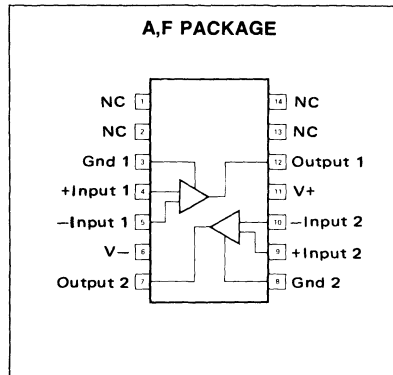 A,F PACKAGE
NC 1 14 NC
NC 2 13 NC
Gnd 1 3 12 Output 1
+Input 1 4 11 V+
−Input 1 5 10 −Input 2
V− 6 9 +Input 2
Output 2 7 8 Gnd 2